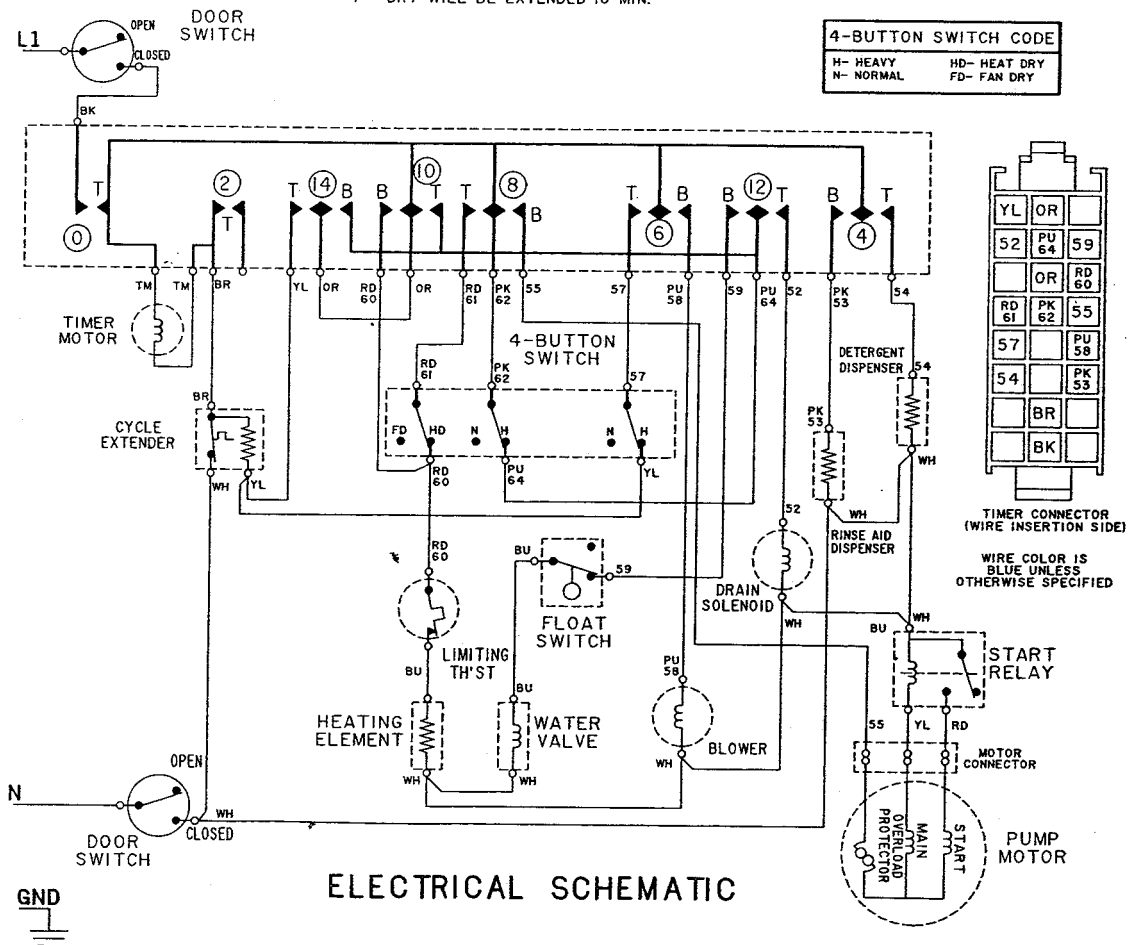 DRY WILL BE EXTENDED 10 MIN.
DOOR
SWITCH
L1
OPEN
CLOSED
BK
4-BUTTON SWITCH CODE
H- HEAVY HD- HEAT DRY
N- NORMAL FD- FAN DRY
T
0
2
T
T 14 B
B 10 T
T 8 B
T 6 B
B 12 T
B 4 T
TM TM BR YL OR RD 60 OR RD 61 PK 62 55 57 PU 58 59 PU 64 52 PK 53 54
TIMER
MOTOR
4-BUTTON
SWITCH
RD 61
PK 62
57
FD HD
N H
N H
RD 60
PU 64
YL
BR
CYCLE
EXTENDER
WH YL
DETERGENT
DISPENSER
54
PK 53
WH
WH
RINSE AID
DISPENSER
YL OR
52 PU 64 59
OR RD 60
RD 61 PK 62 55
57 PU 58
54 PK 53
BR
BK
TIMER CONNECTOR
(WIRE INSERTION SIDE)
WIRE COLOR IS
BLUE UNLESS
OTHERWISE SPECIFIED
RD 60
BU
59
FLOAT
SWITCH
52
DRAIN
SOLENOID
WH
WH
BU
START
RELAY
LIMITING
TH'ST
BU
BU
HEATING
ELEMENT
WATER
VALVE
WH
WH
PU 58
BLOWER
WH
55
YL
RD
MOTOR
CONNECTOR
OVERLOAD
PROTECTOR
MAIN
START
PUMP
MOTOR
N
OPEN
CLOSED
WH
DOOR
SWITCH
GND
ELECTRICAL SCHEMATIC